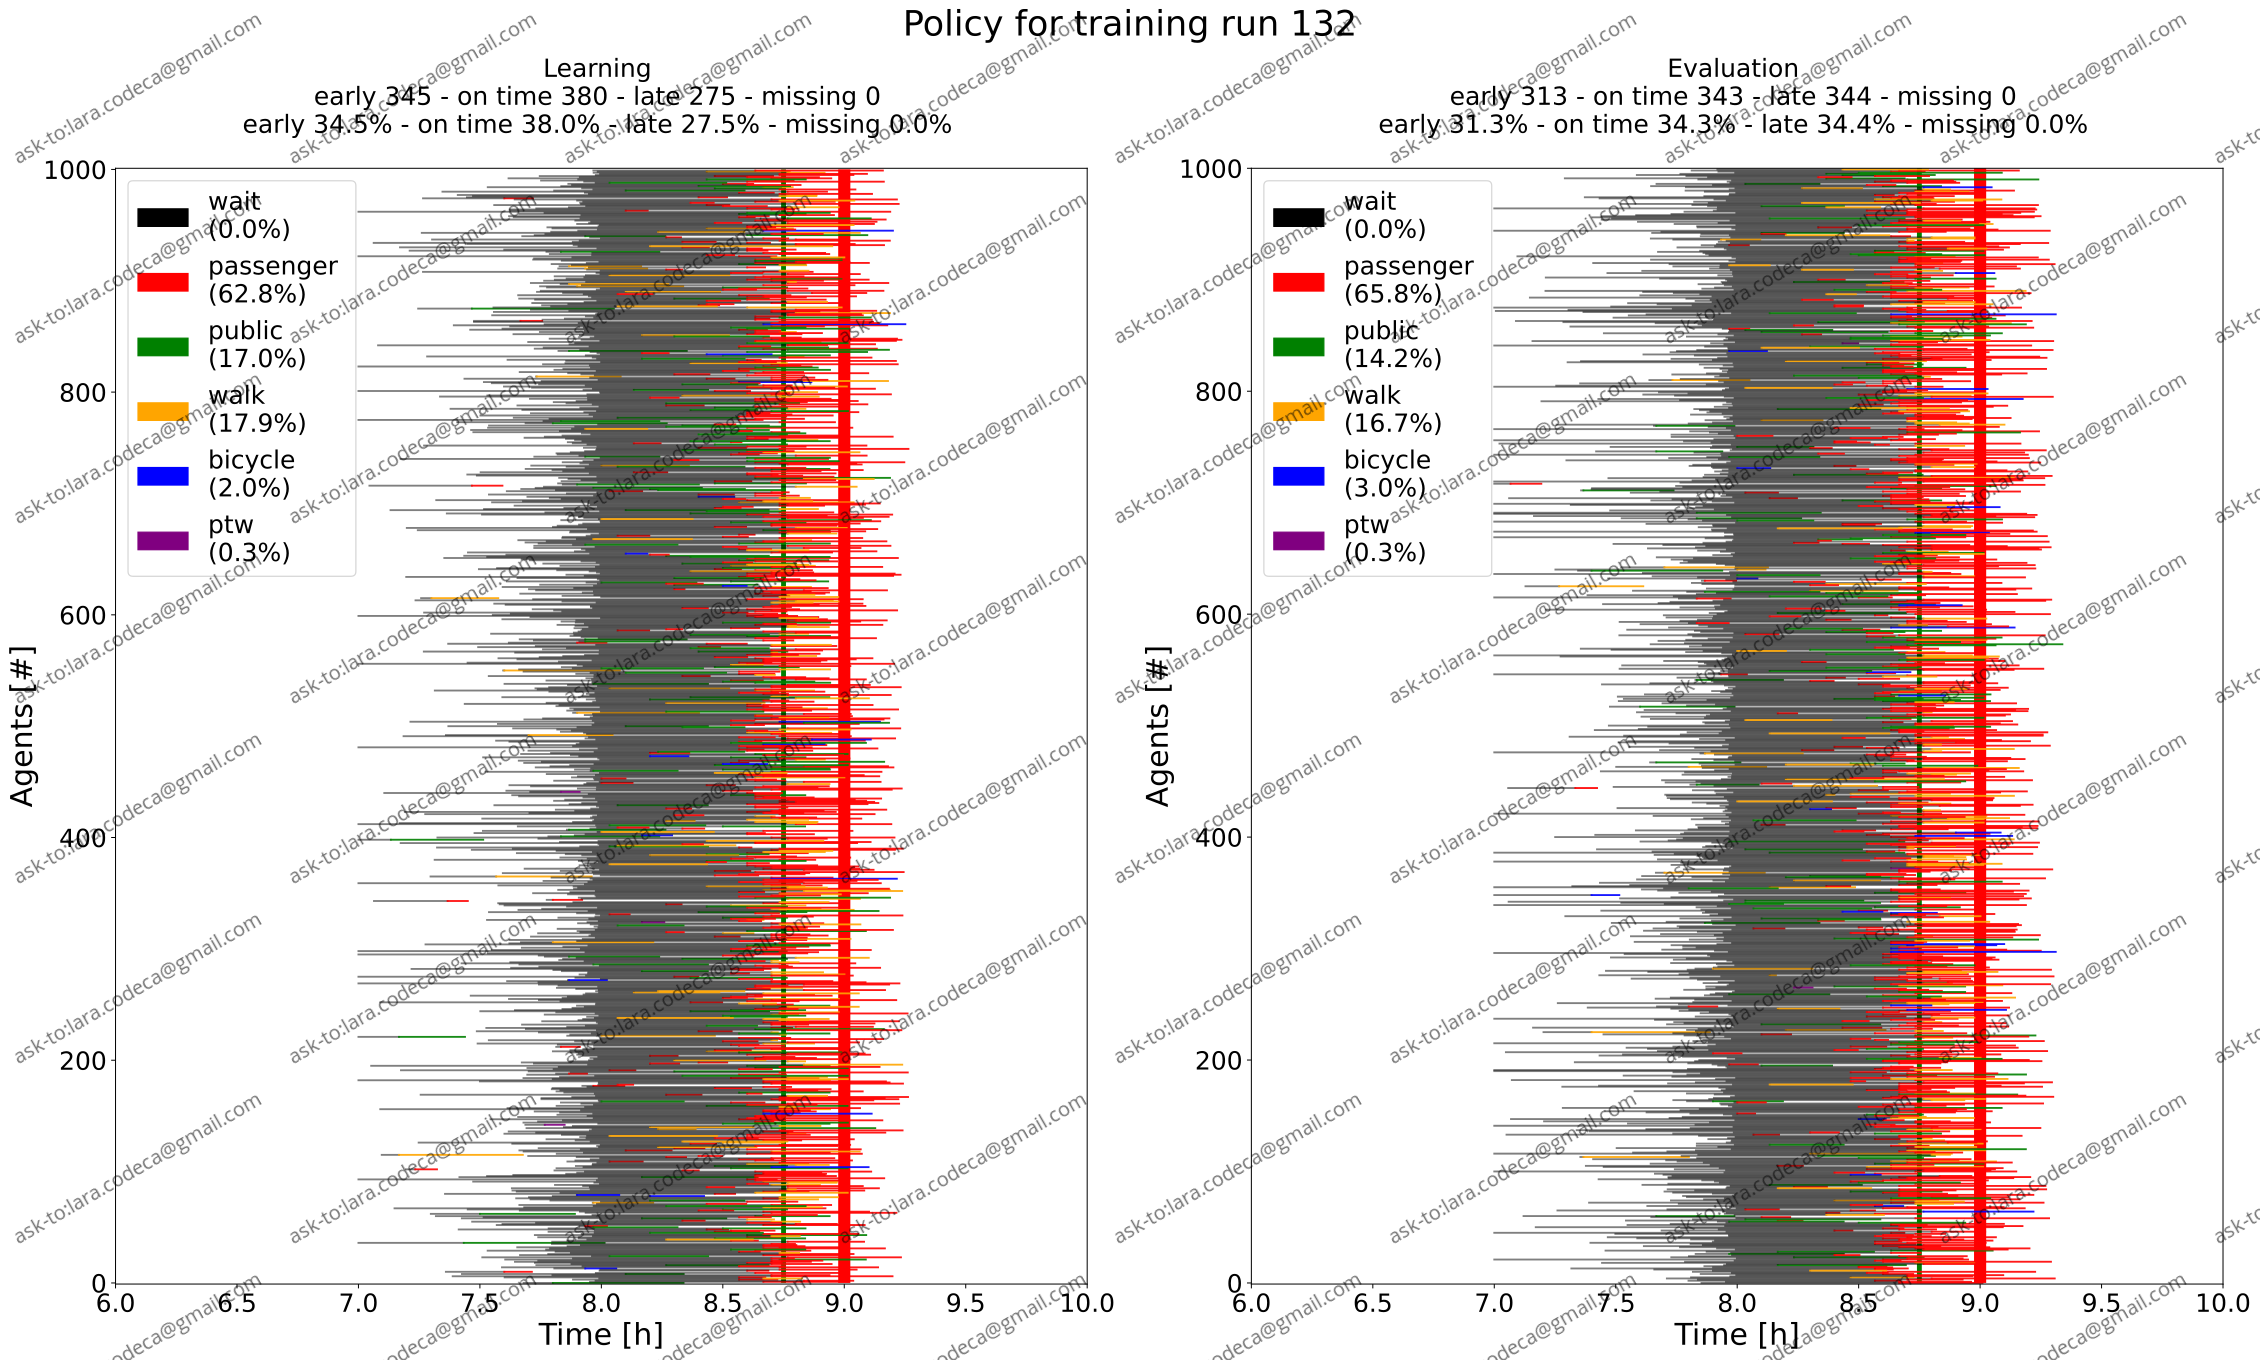 Policy for training run 132
Learning
early 345 - on time 380 - late 275 - missing 0
early 34.5% - on time 38.0% - late 27.5% - missing 0.0%
1000
800
600
400
200
0
Agents [#]
wait
(0.0%)
passenger
(62.8%)
public
(17.0%)
walk
(17.9%)
bicycle
(2.0%)
ptw
(0.3%)
6.0 6.5 7.0 7.5 8.0 8.5 9.0 9.5 10.0
Time [h]
Evaluation
early 313 - on time 343 - late 344 - missing 0
early 31.3% - on time 34.3% - late 34.4% - missing 0.0%
1000
800
600
400
200
0
Agents [#]
wait
(0.0%)
passenger
(65.8%)
public
(14.2%)
walk
(16.7%)
bicycle
(3.0%)
ptw
(0.3%)
6.0 6.5 7.0 7.5 8.0 8.5 9.0 9.5 10.0
Time [h]
ask-to:lara.codeca@gmail.com